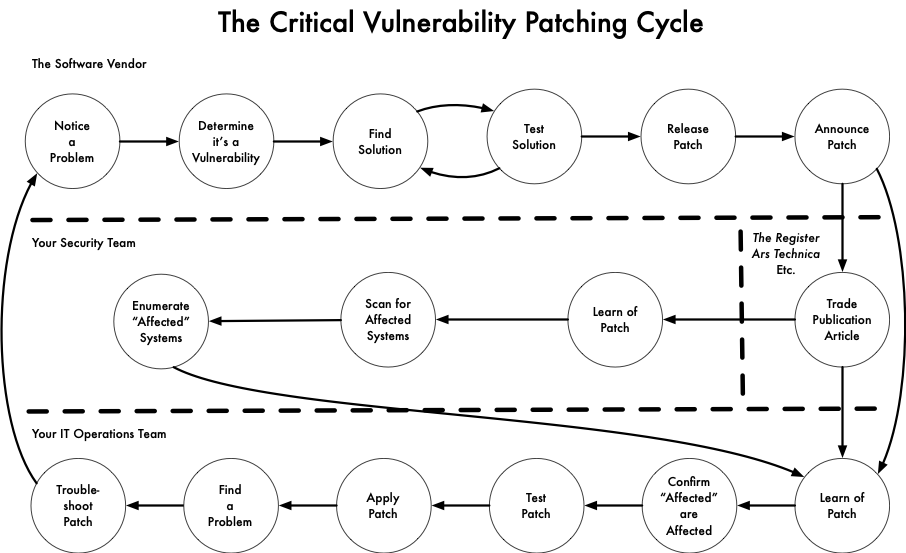 The Critical Vulnerability Patching Cycle
The Software Vendor
Notice
a
Problem
Determine
it's a
Vulnerability
Find
Solution
Test
Solution
Release
Patch
Announce
Patch
Your Security Team
The Register
Ars Technica
Etc.
Enumerate
“Affected”
Systems
Scan for
Affected
Systems
Learn of
Patch
Trade
Publication
Article
Your IT Operations Team
Trouble-
shoot
Patch
Find
a
Problem
Apply
Patch
Test
Patch
Confirm
“Affected”
are
Affected
Learn of
Patch